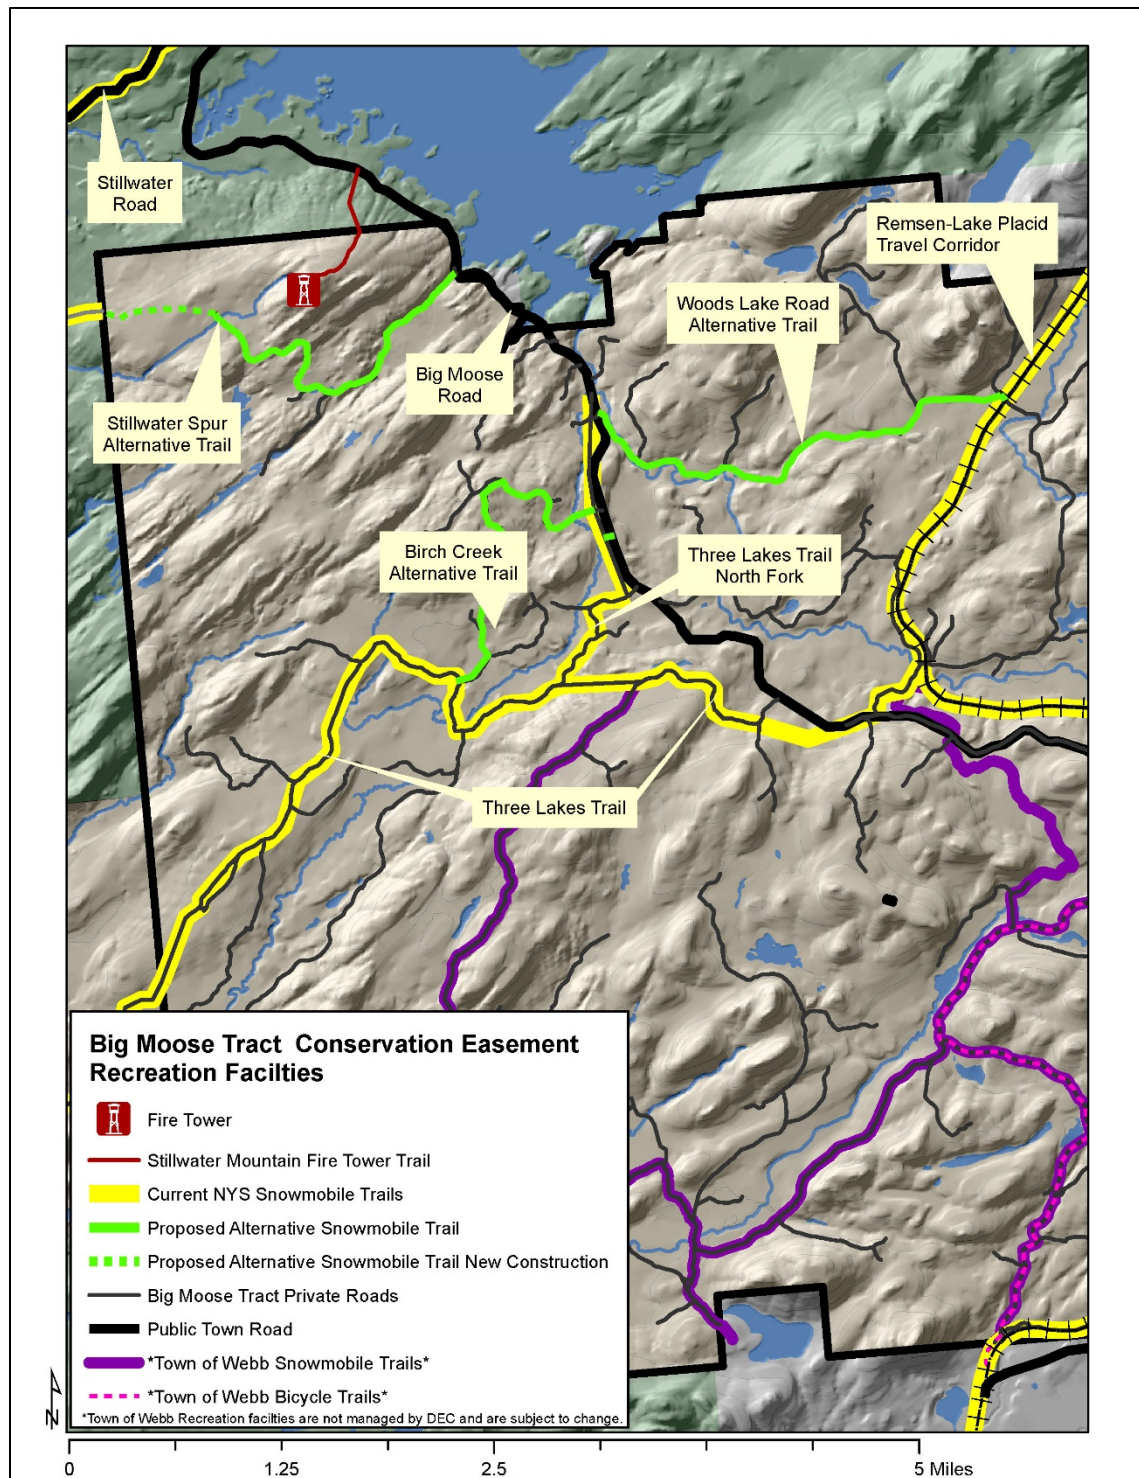 Stillwater
Road
Remsen-Lake Placid
Travel Corridor
Woods Lake Road
Alternative Trail
Big Moose
Road
Stillwater Spur
Alternative Trail
Birch Creek
Alternative Trail
Three Lakes Trail
North Fork
Three Lakes Trail
Big Moose Tract Conservation Easement
Recreation Facilties
Fire Tower
Stillwater Mountain Fire Tower Trail
Current NYS Snowmobile Trails
Proposed Alternative Snowmobile Trail
Proposed Alternative Snowmobile Trail New Construction
Big Moose Tract Private Roads
Public Town Road
*Town of Webb Snowmobile Trails*
*Town of Webb Bicycle Trails*
*Town of Webb Recreation facilties are not managed by DEC and are subject to change.
N
0 1.25 2.5 5 Miles